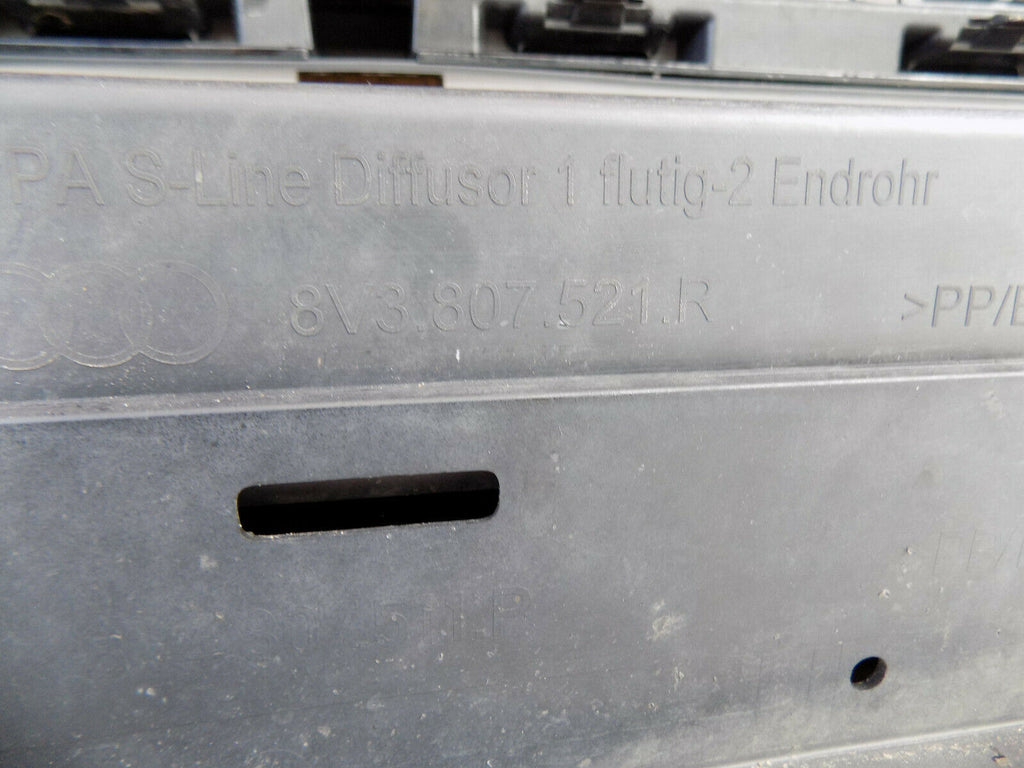 PA S-Line Diffusor 1 flutig-2 Endrohr
8V3.807.521.R >PP/E